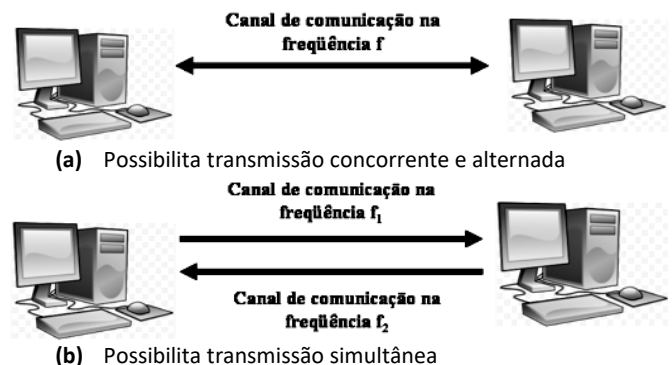 Canal de comunicação na
freqüência f
(a) Possibilita transmissão concorrente e alternada
Canal de comunicação na
freqüência f₁
Canal de comunicação na
freqüência f₂
(b) Possibilita transmissão simultânea